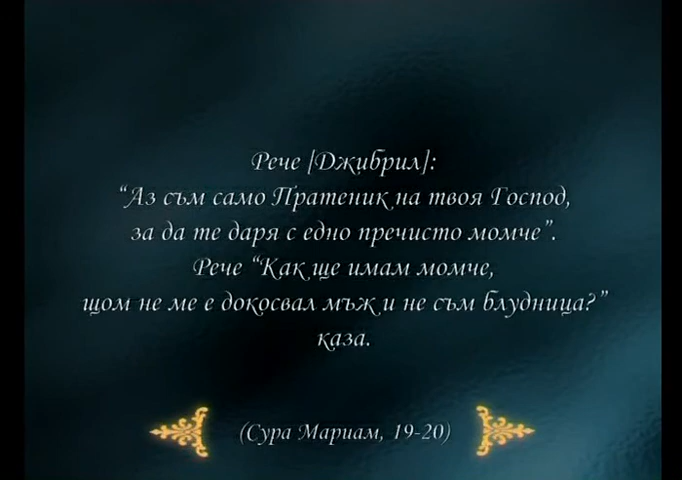 Рече [Джибрил]:
“Аз съм само Пратеник на твоя Господ,
за да те даря с едно пречисто момче”.
Рече “Как ще имам момче,
щом не ме е докосвал мъж и не съм блудница?”
каза.
(Сура Мариам, 19-20)